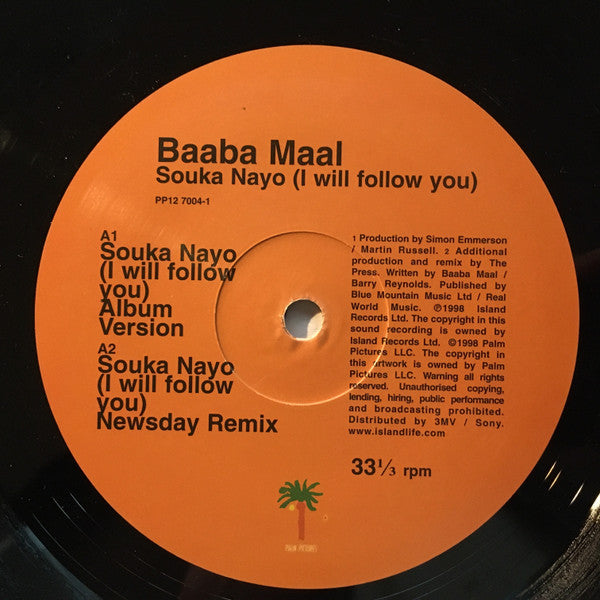 Baaba Maal
Souka Nayo (I will follow you)
PP12 7004-1
A1
Souka Nayo
(I will follow
you)
Album
Version
A2
Souka Nayo
(I will follow
you)
Newsday Remix
1 Production by Simon Emmerson
/ Martin Russell. 2 Additional
production and remix by The
Press. Written by Baaba Maal /
Barry Reynolds. Published by
Blue Mountain Music Ltd / Real
World Music. ℗1998 Island
Records Ltd. The copyright in this
sound recording is owned by
Island Records Ltd. ©1998 Palm
Pictures LLC. The copyright in
this artwork is owned by Palm
Pictures LLC. Warning all rights
reserved. Unauthorised copying,
lending, hiring, public performance
and broadcasting prohibited.
Distributed by 3MV / Sony.
www.islandlife.com
33⅓ rpm
PALM PICTURES